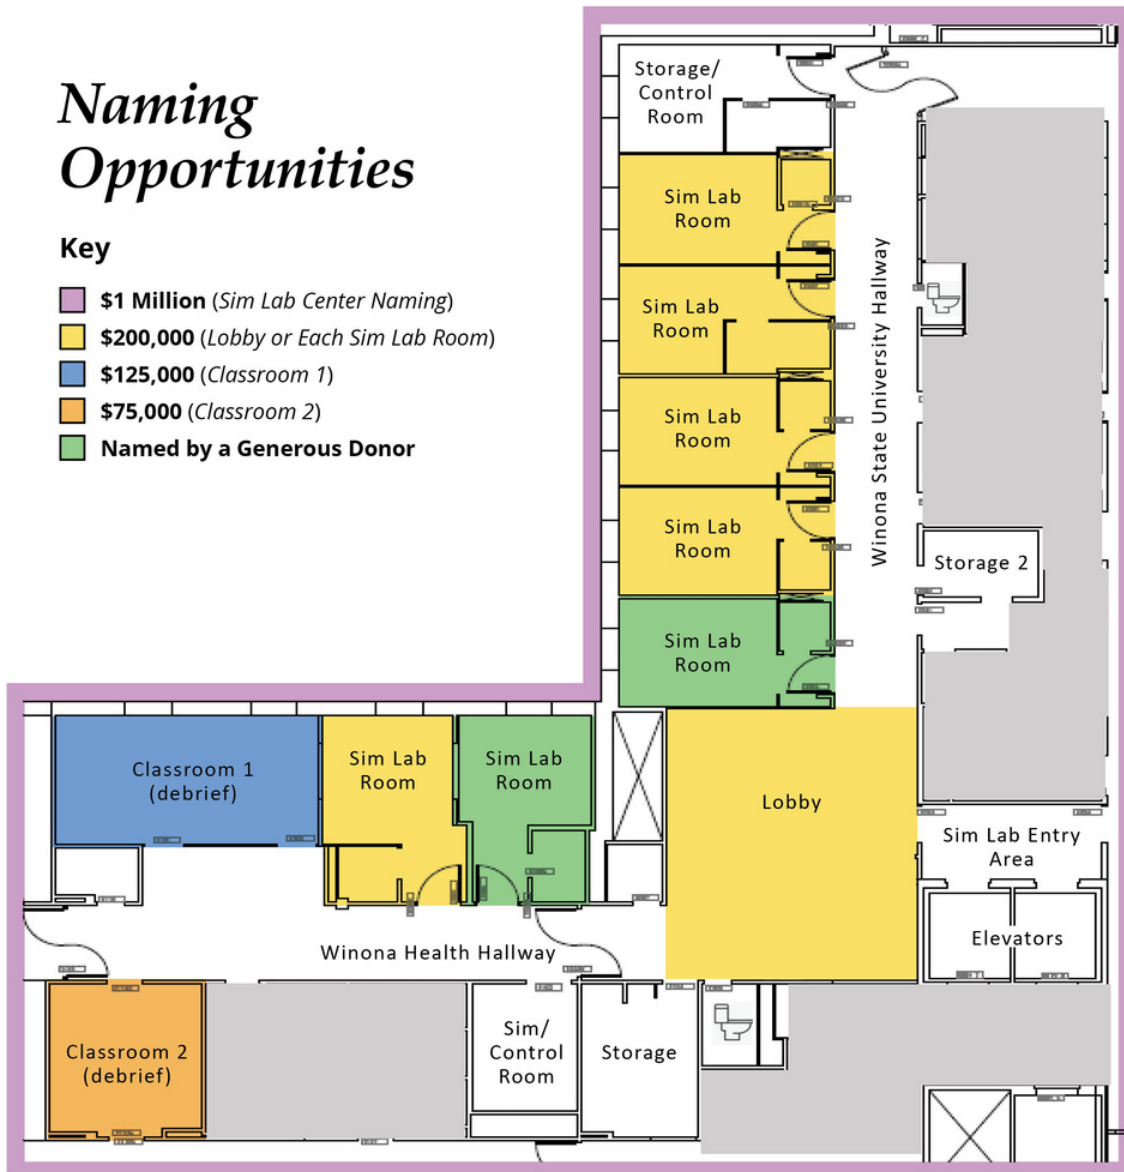 Naming
Opportunities
Key
$1 Million (Sim Lab Center Naming)
$200,000 (Lobby or Each Sim Lab Room)
$125,000 (Classroom 1)
$75,000 (Classroom 2)
Named by a Generous Donor
Storage/
Control
Room
Sim Lab
Room
Sim Lab
Room
Sim Lab
Room
Sim Lab
Room
Sim Lab
Room
Winona State University Hallway
Storage 2
Classroom 1
(debrief)
Sim Lab
Room
Sim Lab
Room
Lobby
Sim Lab Entry
Area
Elevators
Winona Health Hallway
Classroom 2
(debrief)
Sim/
Control
Room
Storage